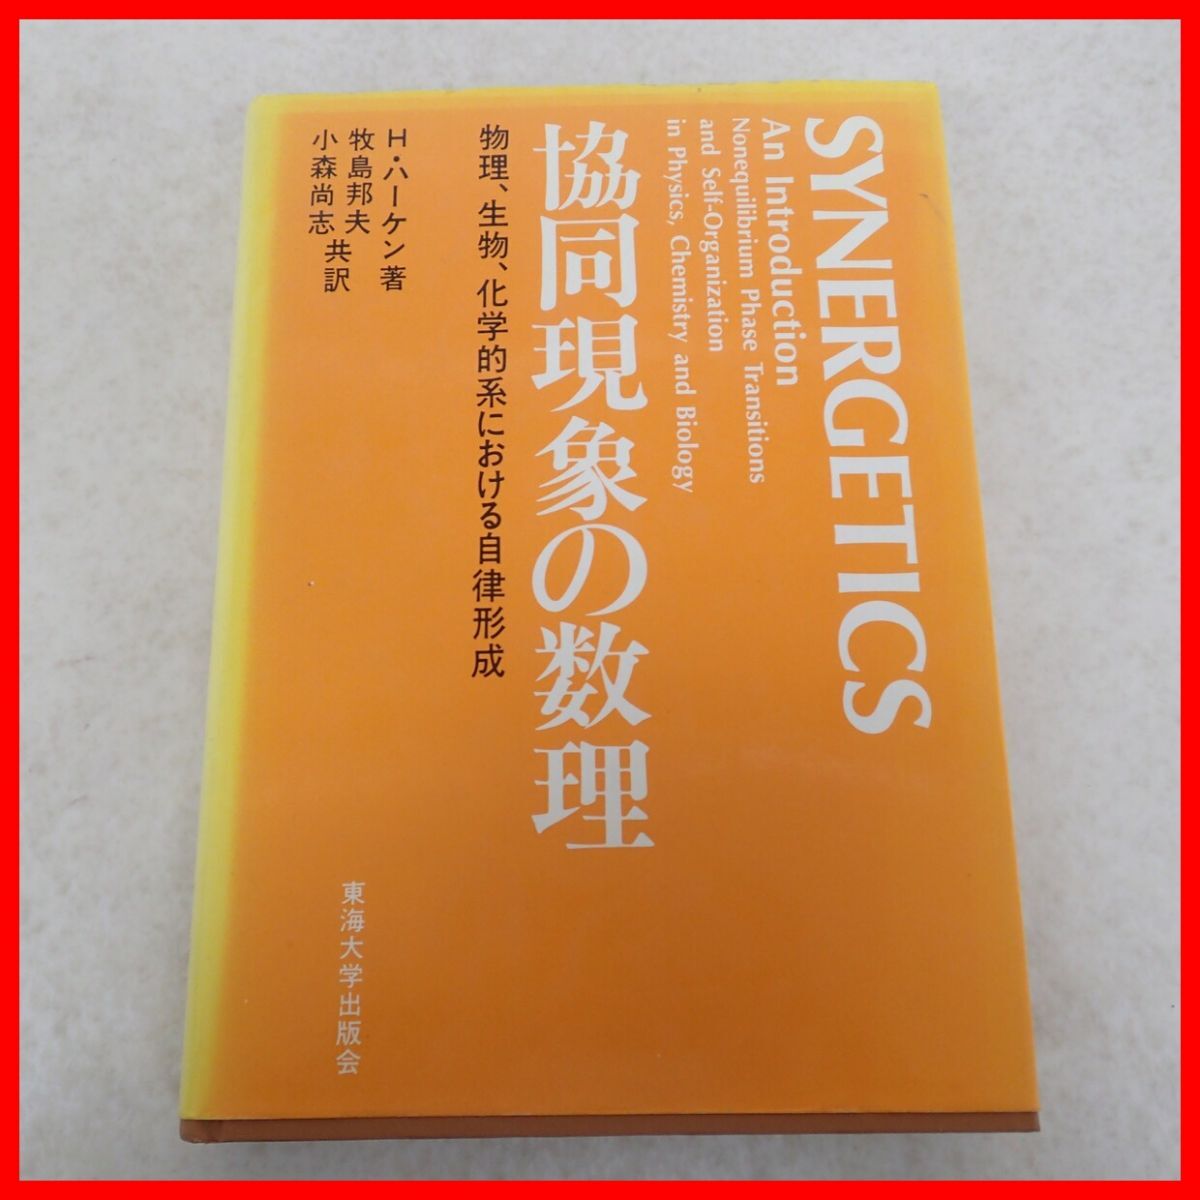 SYNERGETICS
An Introduction
Nonequilibrium Phase Transitions
and Self-Organization
in Physics, Chemistry and Biology
協同現象の数理
物理、生物、化学的系における自律形成
H・ハーケン著
牧島邦夫
小森尚志 共訳
東海大学出版会